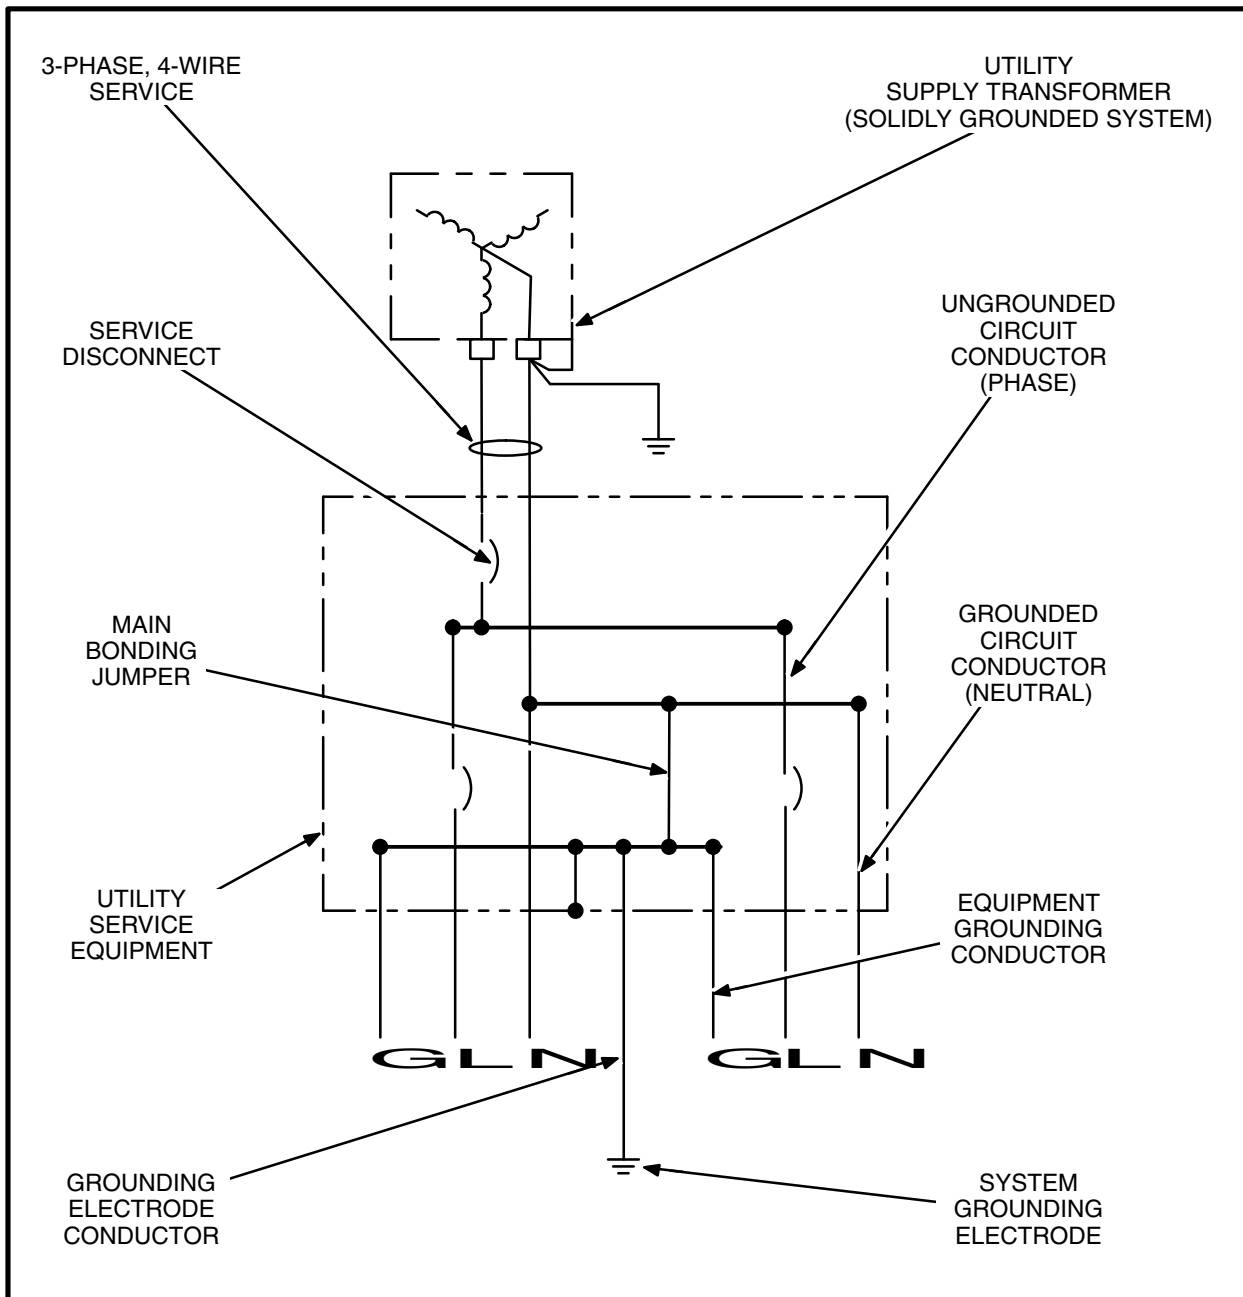 3-PHASE, 4-WIRE
SERVICE
UTILITY
SUPPLY TRANSFORMER
(SOLIDLY GROUNDED SYSTEM)
SERVICE
DISCONNECT
UNGROUNDED
CIRCUIT
CONDUCTOR
(PHASE)
MAIN
BONDING
JUMPER
GROUNDED
CIRCUIT
CONDUCTOR
(NEUTRAL)
UTILITY
SERVICE
EQUIPMENT
EQUIPMENT
GROUNDING
CONDUCTOR
G L N G L N
GROUNDING
ELECTRODE
CONDUCTOR
SYSTEM
GROUNDING
ELECTRODE